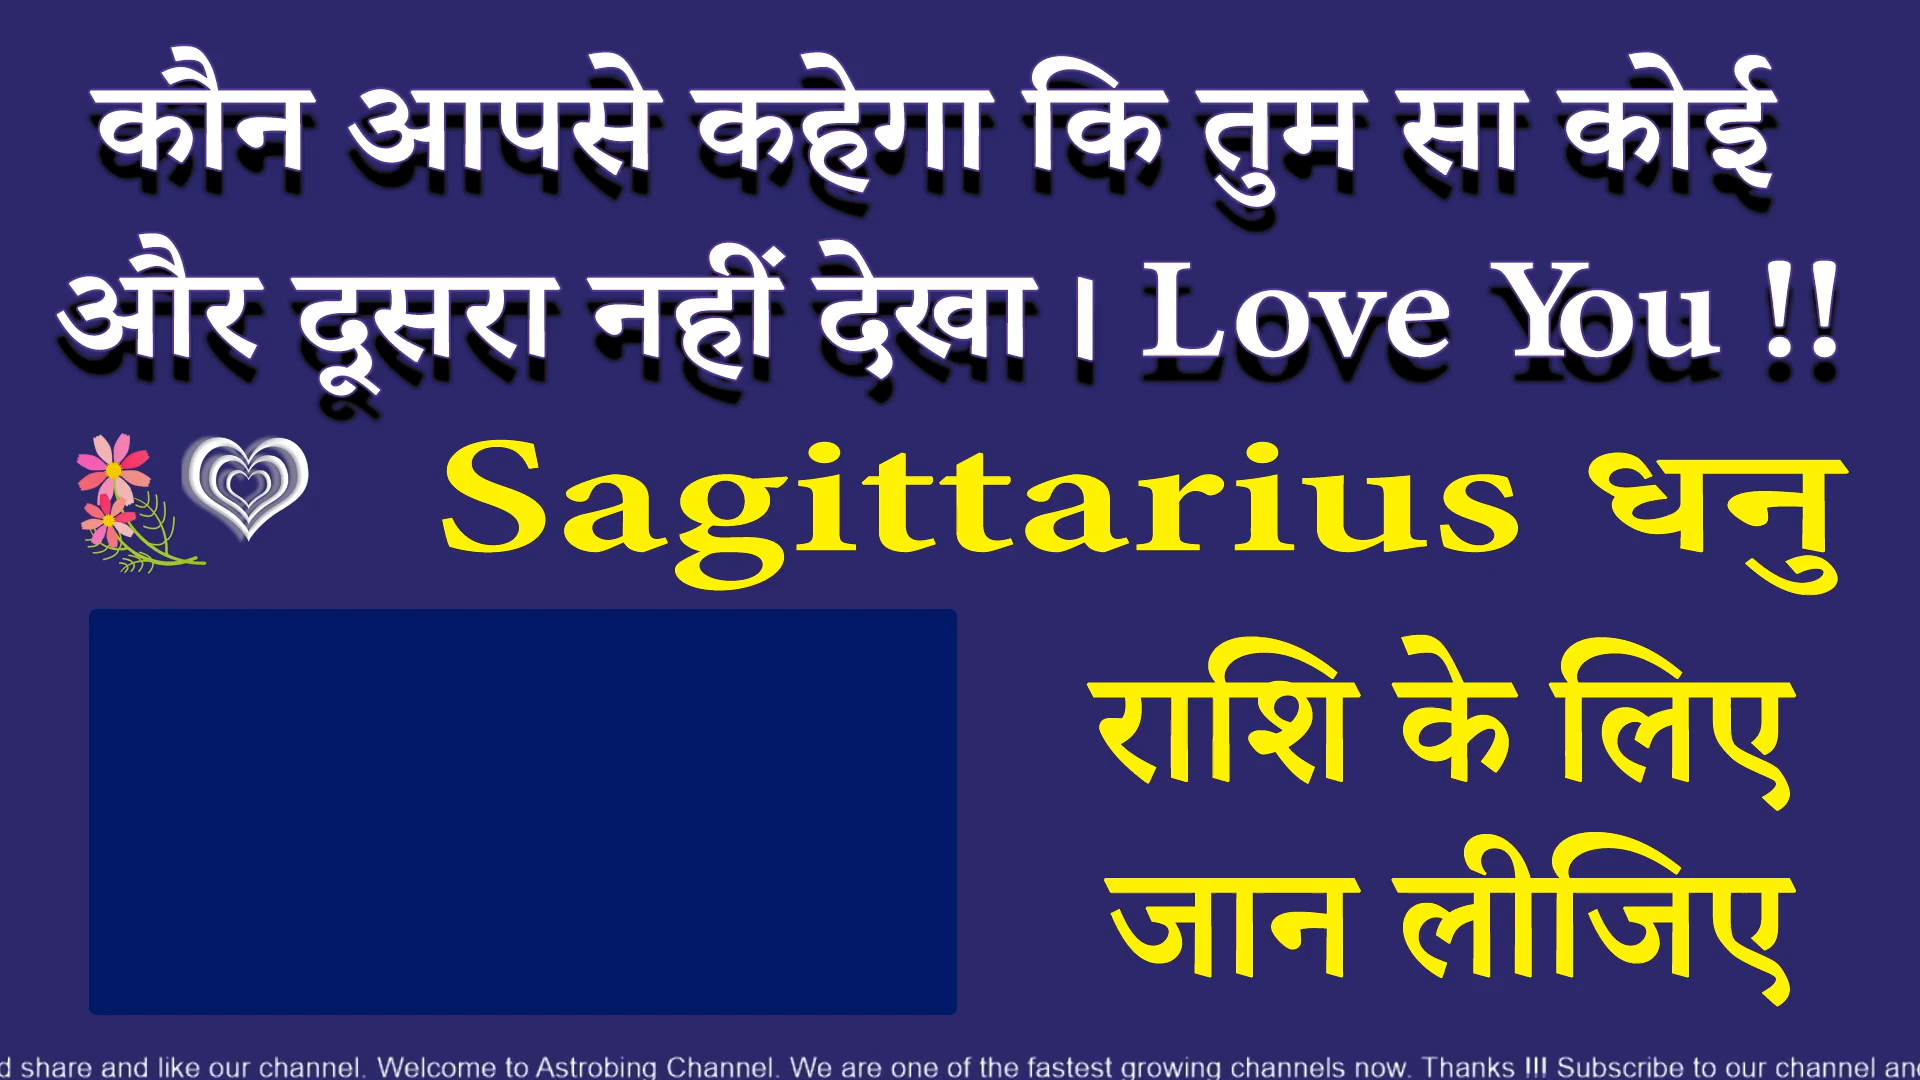 कौन आपसे कहेगा कि तुम सा कोई
और दूसरा नहीं देखा । Love You !!
Sagittarius धनु
राशि के लिए
जान लीजिए
d share and like our channel. Welcome to Astrobing Channel. We are one of the fastest growing channels now. Thanks !!! Subscribe to our channel and